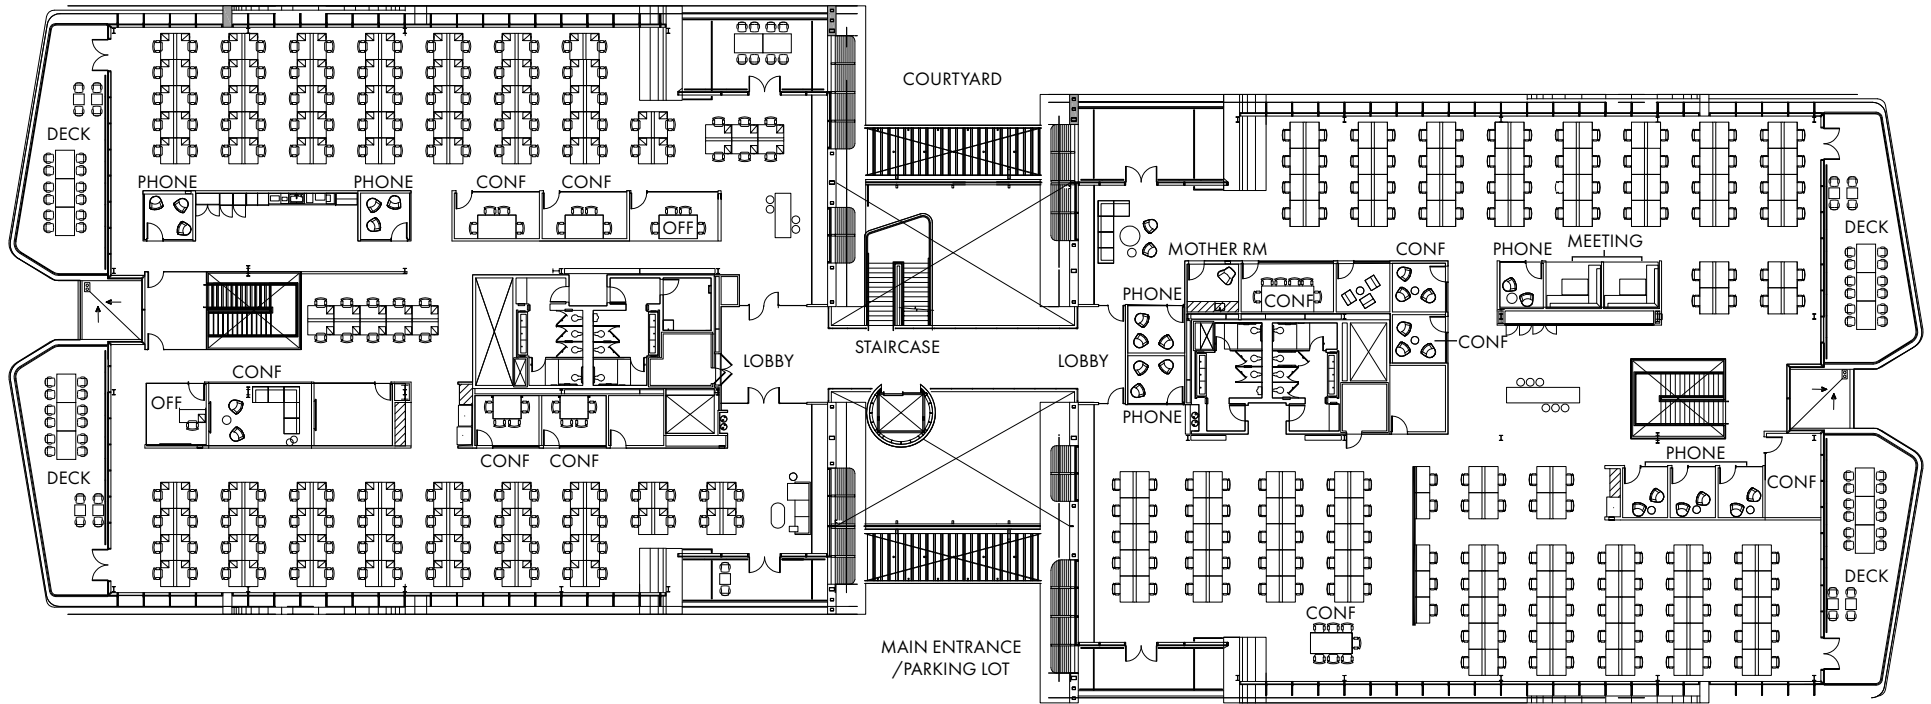 COURTYARD
DECK
PHONE
PHONE
CONF
CONF
OFF
DECK
MOTHER RM
CONF
PHONE
MEETING
PHONE
CONF
CONF
STAIRCASE
LOBBY
LOBBY
CONF
OFF
PHONE
PHONE
CONF
CONF
CONF
DECK
DECK
CONF
MAIN ENTRANCE
/PARKING LOT